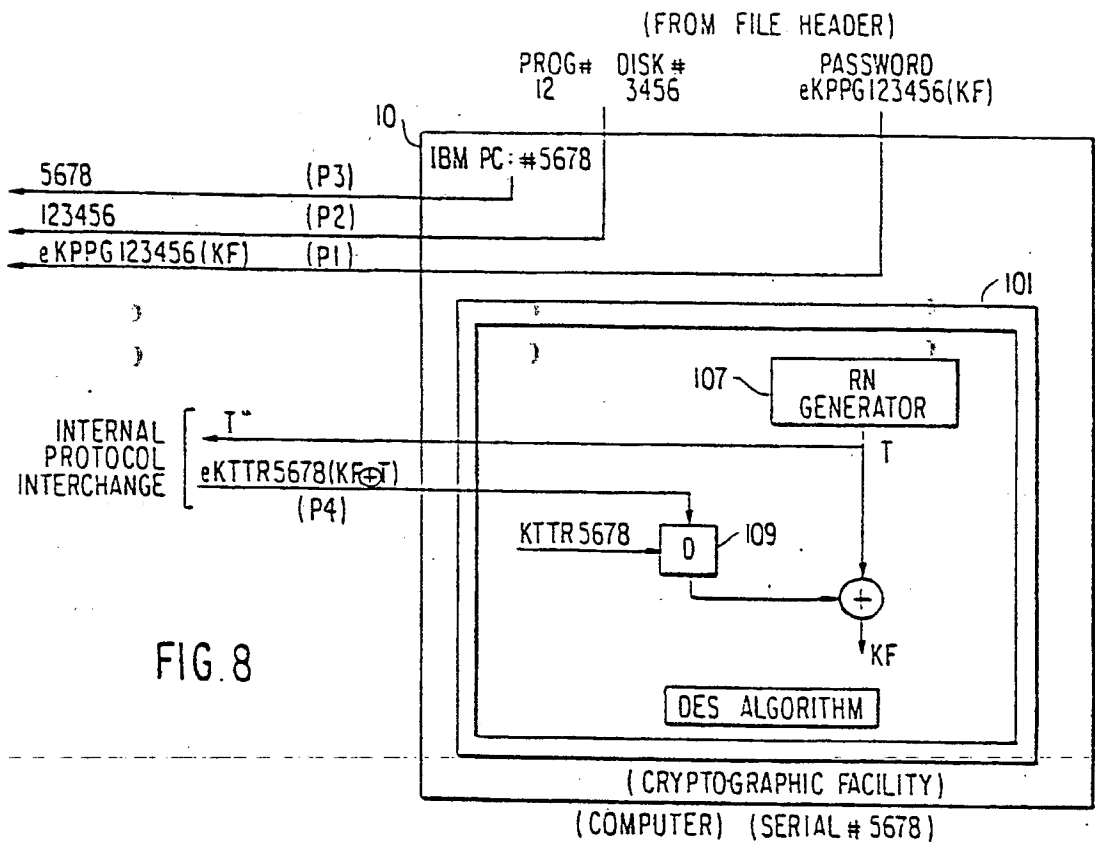 (FROM FILE HEADER)
PROG# DISK # PASSWORD
12 3456 eKPPG123456(KF)
10
IBM PC: #5678
5678 (P3)
123456 (P2)
eKPPG123456(KF) (P1)
101
107
RN
GENERATOR
T"
T
INTERNAL
PROTOCOL
INTERCHANGE
eKTTR5678(KF⊕T)
(P4)
KTTR5678
D
109
+
KF
FIG. 8
DES ALGORITHM
(CRYPTOGRAPHIC FACILITY)
(COMPUTER) (SERIAL # 5678)